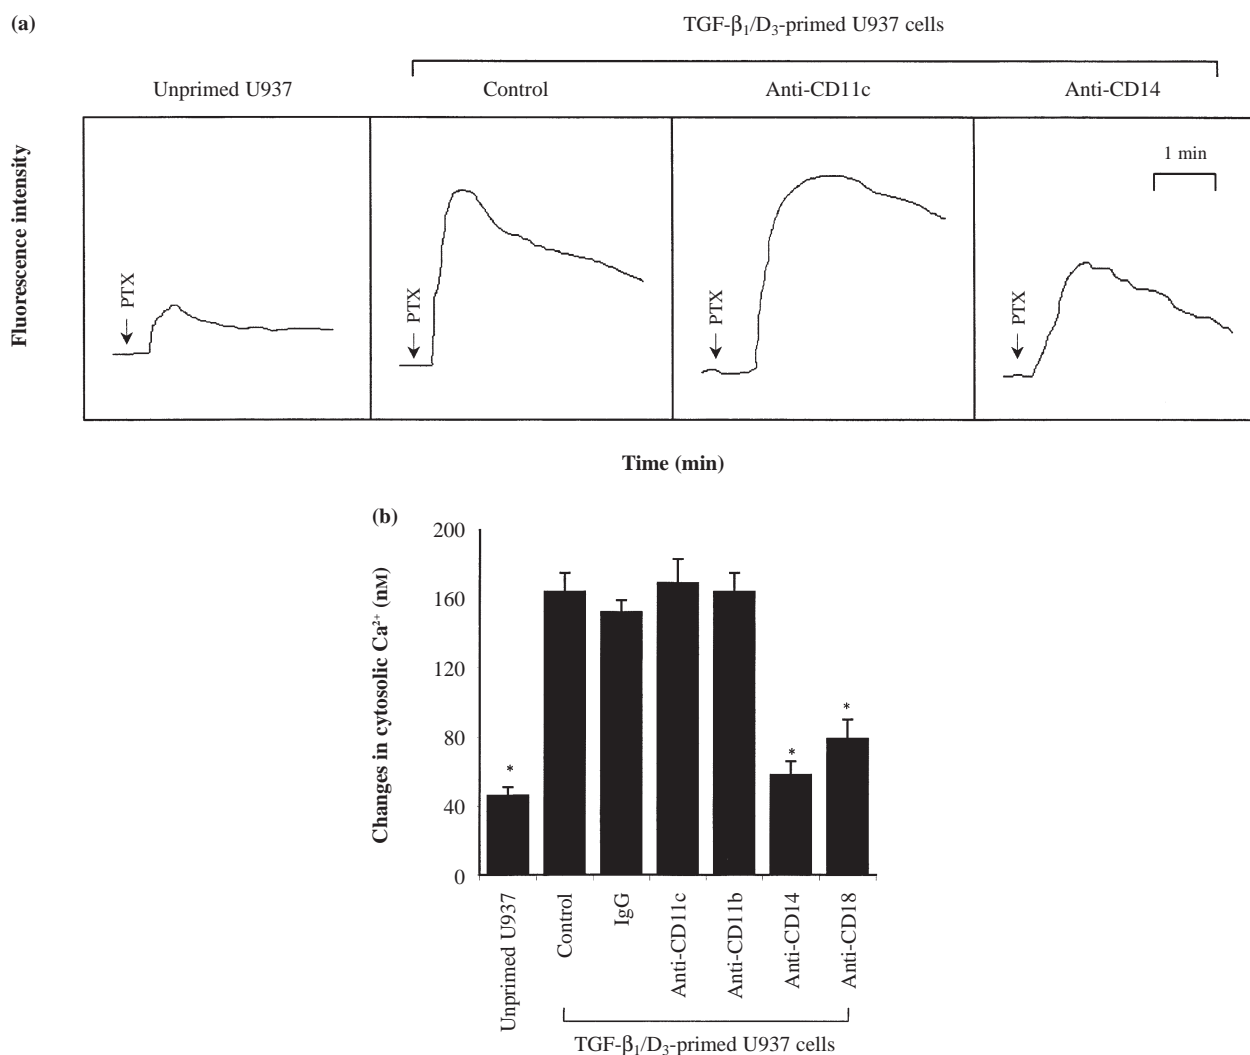 (a)
TGF-β₁/D₃-primed U937 cells
Unprimed U937
Control
Anti-CD11c
Anti-CD14
Fluorescence intensity
PTX
PTX
PTX
PTX
1 min
Time (min)
(b)
Changes in cytosolic Ca²⁺ (nM)
200
160
120
80
40
0
*
*
*
Unprimed U937
Control
IgG
Anti-CD11c
Anti-CD11b
Anti-CD14
Anti-CD18
TGF-β₁/D₃-primed U937 cells